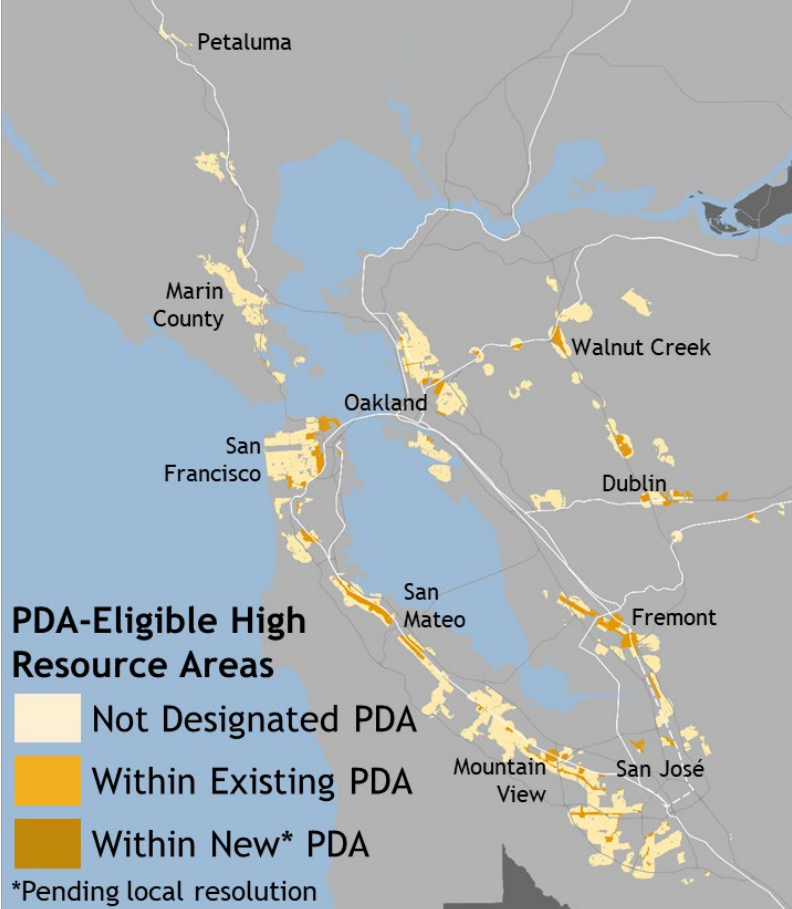 Petaluma
Marin
County
Walnut Creek
Oakland
San
Francisco
Dublin
San
Mateo
Fremont
Mountain
View
San José
PDA-Eligible High
Resource Areas
Not Designated PDA
Within Existing PDA
Within New* PDA
*Pending local resolution